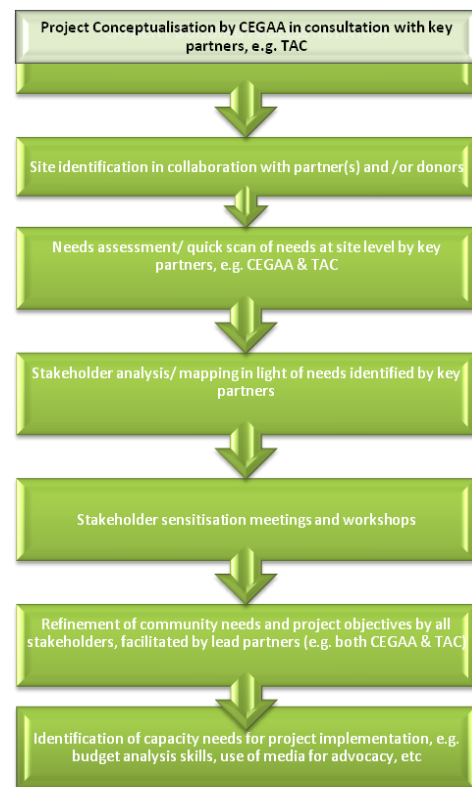 Project Conceptualisation by CEGAA in consultation with key
partners, e.g. TAC
Site identification in collaboration with partner(s) and /or donors
Needs assessment/ quick scan of needs at site level by key
partners, e.g. CEGAA & TAC
Stakeholder analysis/ mapping in light of needs identified by key
partners
Stakeholder sensitisation meetings and workshops
Refinement of community needs and project objectives by all
stakeholders, facilitated by lead partners (e.g. both CEGAA & TAC)
Identification of capacity needs for project implementation, e.g.
budget analysis skills, use of media for advocacy, etc